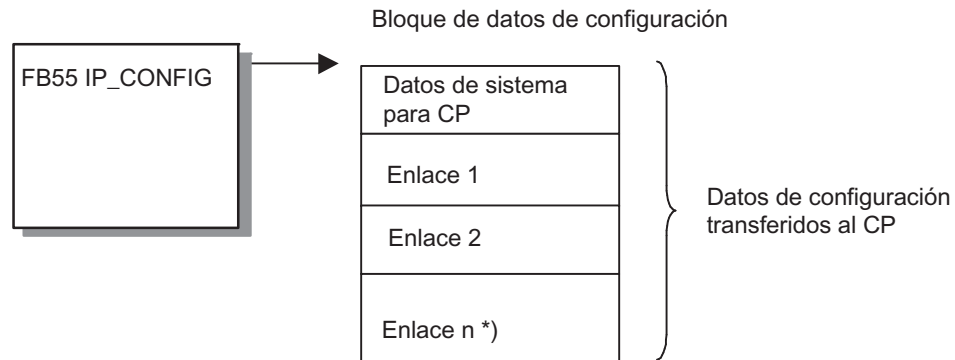 Bloque de datos de configuración
FB55 IP_CONFIG
Datos de sistema
para CP
Enlace 1
Enlace 2
Enlace n *)
Datos de configuración
transferidos al CP